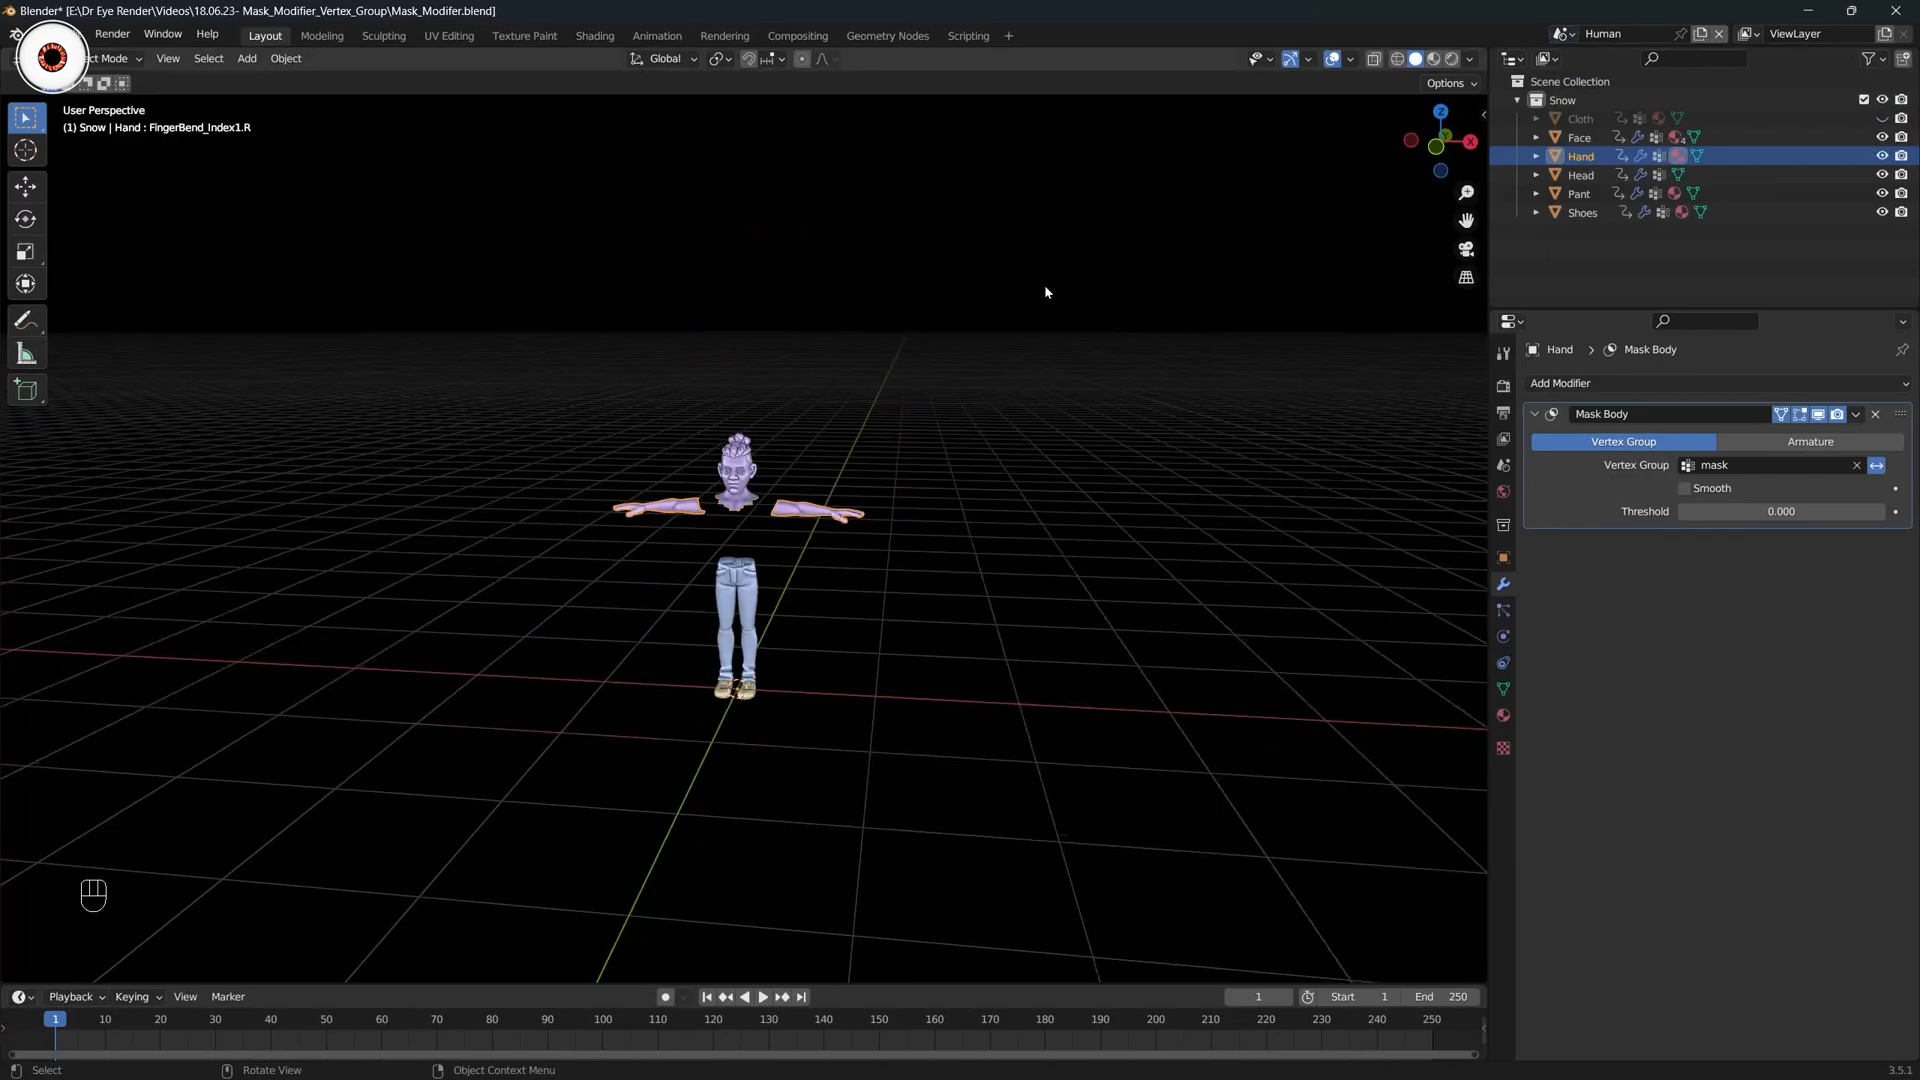 Blender* [E:\Dr Eye Render\Videos\18.06.23- Mask_Modifier_Vertex_Group\Mask_Modifer.blend]
Render Window Help Layout Modeling Sculpting UV Editing Texture Paint Shading Animation Rendering Compositing Geometry Nodes Scripting
Human ViewLayer
Mode View Select Add Object Global
Options
User Perspective
(1) Snow | Hand : FingerBend_Index1.R
Z
X
Scene Collection
Snow
Cloth
Face
4
Hand
Head
Pant
Shoes
Hand > Mask Body
Add Modifier
Mask Body
Vertex Group Armature
Vertex Group mask
Smooth
Threshold 0.000
Playback Keying View Marker
1 Start 1 End 250
1 10 20 30 40 50 60 70 80 90 100 110 120 130 140 150 160 170 180 190 200 210 220 230 240 250
Select Rotate View Object Context Menu 3.5.1